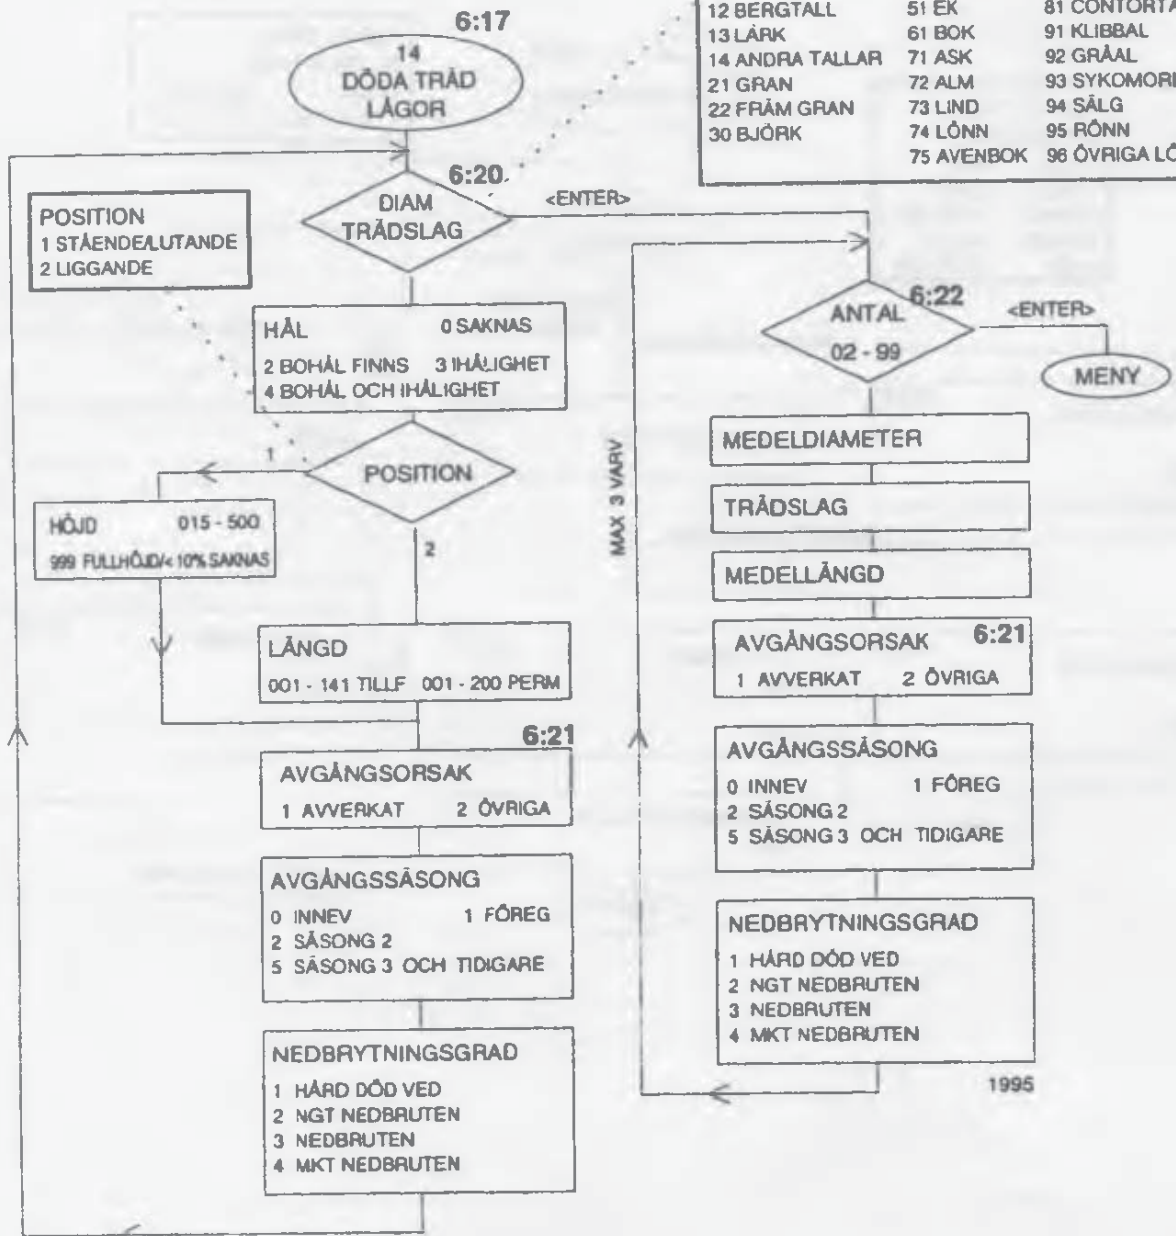 6:17
14
DÖDA TRÄD
LÅGOR
12 BERGTALL 51 EK 81 CONTORTA
13 LÄRK 61 BOK 91 KLIBBAL
14 ANDRA TALLAR 71 ASK 92 GRÅAL
21 GRAN 72 ALM
22 FRÄM GRAN 73 LIND 94 SÄLG
30 BJÖRK 74 LÖNN 95 RÖNN
75 AVENBOK 96 ÖVRIGA
POSITION
1 STÅENDE/LUTANDE
2 LIGGANDE
6:20
DIAM
TRÄDSLAG
<ENTER>
HÅL 0 SAKNAS
2 BOHÅL FINNS 3 IHÅLIGHET
4 BOHÅL OCH IHÅLIGHET
POSITION
1
2
HÖJD 015 - 500
999 FULLHÖJD/< 10% SAKNAS
LÄNGD
001 - 141 TILLF 001 - 200 PERM
6:21
AVGÅNGSORSAK
1 AVVERKAT 2 ÖVRIGA
AVGÅNGSSÄSONG
0 INNEV 1 FÖREG
2 SÄSONG 2
5 SÄSONG 3 OCH TIDIGARE
NEDBRYTNINGSGRAD
1 HÅRD DÖD VED
2 NGT NEDBRUTEN
3 NEDBRUTEN
4 MKT NEDBRUTEN
6:22
ANTAL
02 - 99
<ENTER>
MENY
MAX 3 VARV
MEDELDIAMETER
TRÄDSLAG
MEDELLÄNGD
AVGÅNGSORSAK 6:21
1 AVVERKAT 2 ÖVRIGA
AVGÅNGSSÄSONG
0 INNEV 1 FÖREG
2 SÄSONG 2
5 SÄSONG 3 OCH TIDIGARE
NEDBRYTNINGSGRAD
1 HÅRD DÖD VED
2 NGT NEDBRUTEN
3 NEDBRUTEN
4 MKT NEDBRUTEN
1995